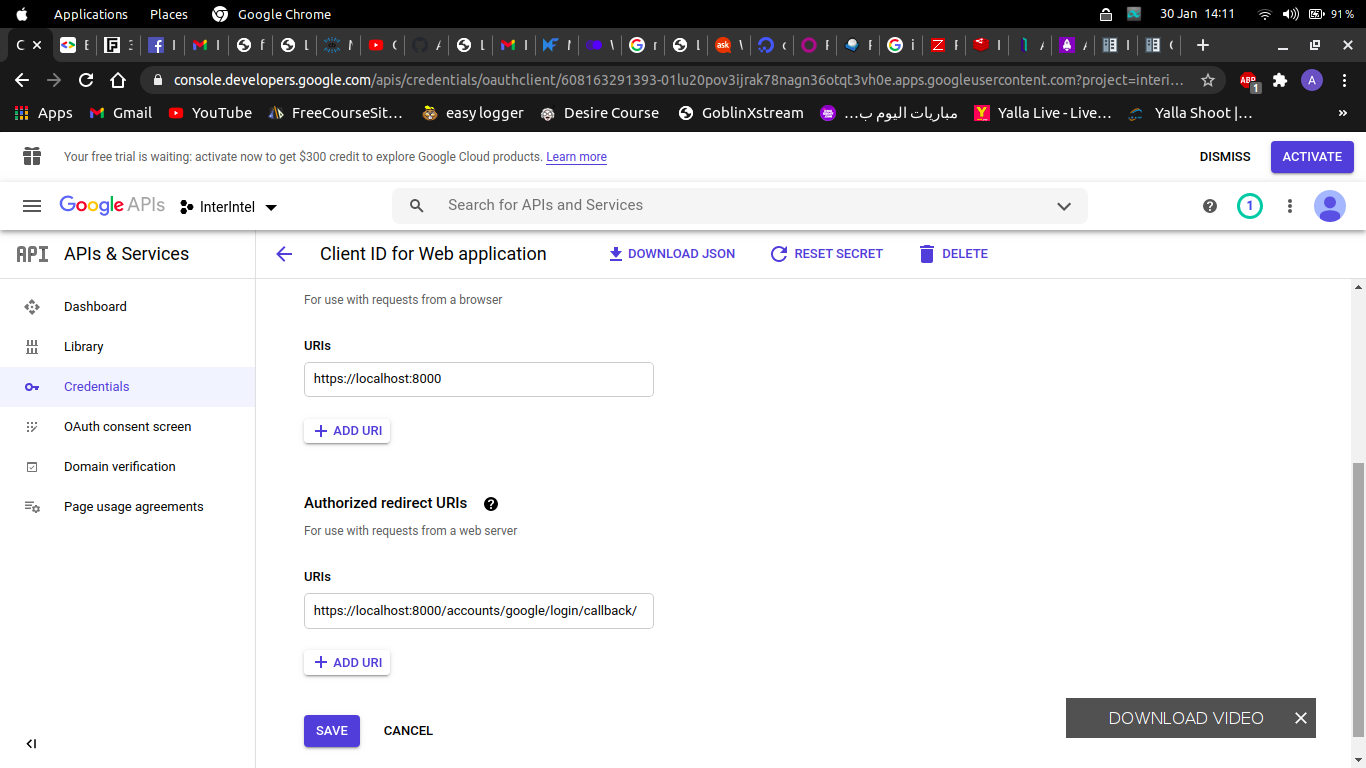 Applications Places Google Chrome 30 Jan 14:11 91 %
console.developers.google.com/apis/credentials/oauthclient/608163291393-01lu20pov3ijrak78nagn36otqt3vh0e.apps.googleusercontent.com?project=interi...
Apps Gmail YouTube FreeCourseSit... easy logger Desire Course GoblinXstream مباريات اليوم ب... Yalla Live - Live... Yalla Shoot |... »
Your free trial is waiting: activate now to get $300 credit to explore Google Cloud products. Learn more DISMISS ACTIVATE
Google APIs InterIntel Search for APIs and Services 1
API APIs & Services Client ID for Web application DOWNLOAD JSON RESET SECRET DELETE
For use with requests from a browser
Dashboard
Library
Credentials
OAuth consent screen
Domain verification
Page usage agreements
URIs
https://localhost:8000
ADD URI
Authorized redirect URIs
For use with requests from a web server
URIs
https://localhost:8000/accounts/google/login/callback/
ADD URI
SAVE CANCEL
DOWNLOAD VIDEO